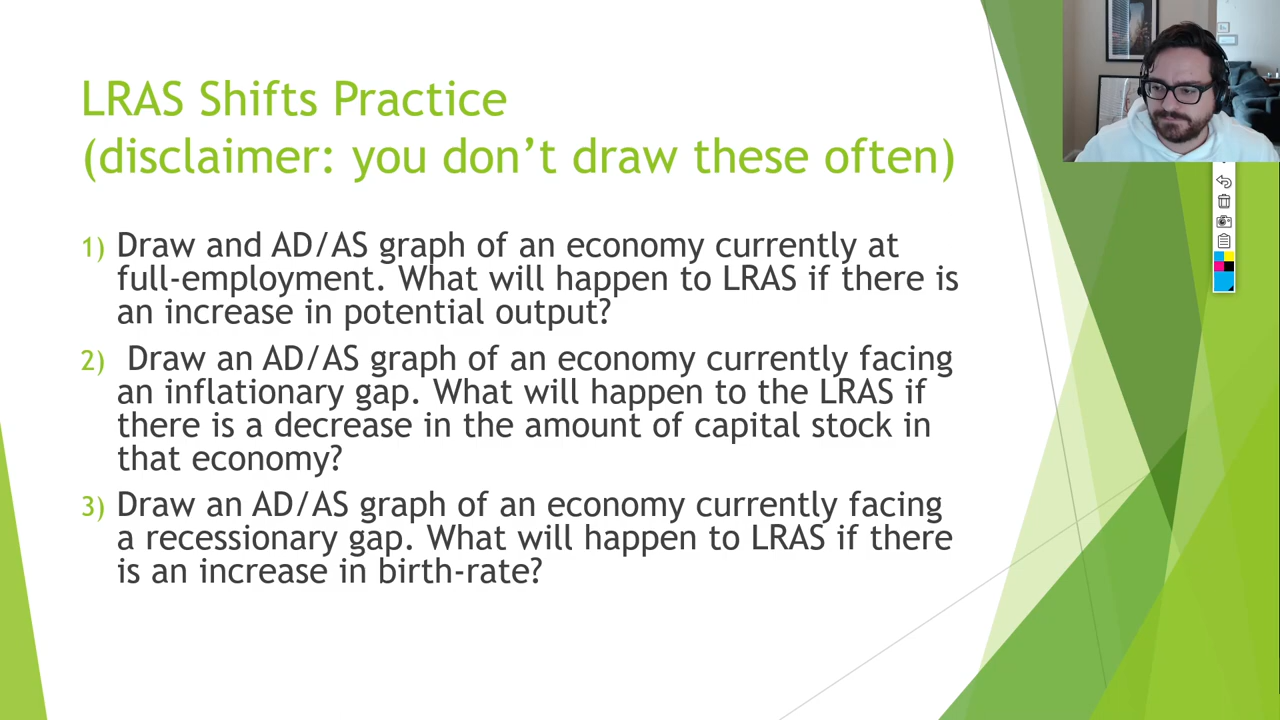 LRAS Shifts Practice
(disclaimer: you don't draw these often)
1) Draw and AD/AS graph of an economy currently at
full-employment. What will happen to LRAS if there is
an increase in potential output?
2) Draw an AD/AS graph of an economy currently facing
an inflationary gap. What will happen to the LRAS if
there is a decrease in the amount of capital stock in
that economy?
3) Draw an AD/AS graph of an economy currently facing
a recessionary gap. What will happen to LRAS if there
is an increase in birth-rate?